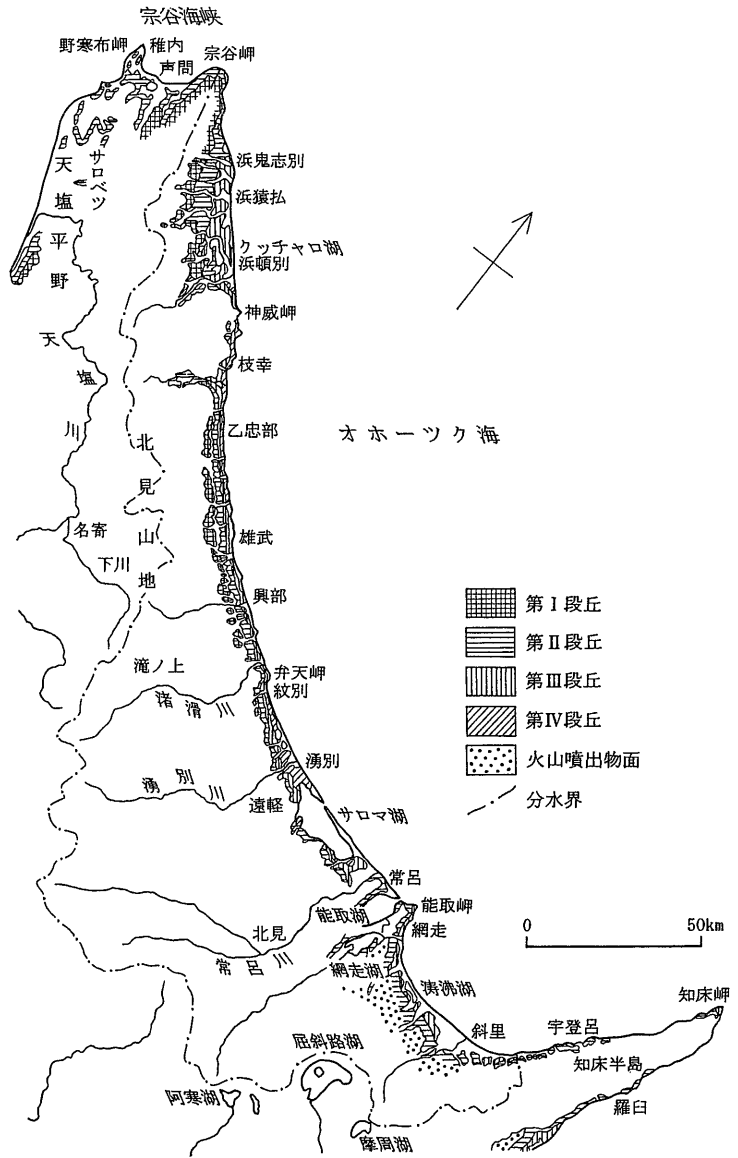 宗谷海峡
野寒布岬
稚内
声問
宗谷岬
サロベツ
天塩平野
浜鬼志別
浜猿払
クッチャロ湖
浜頓別
神威岬
枝幸
天塩川
北見山地
乙忠部
オホーツク海
名寄
下川
雄武
興部
滝ノ上
渚滑川
弁天岬
紋別
湧別
湧別川
遠軽
サロマ湖
常呂
能取湖
能取岬
網走
北見
常呂川
網走湖
濤沸湖
斜里
宇登呂
知床岬
知床半島
羅臼
屈斜路湖
阿寒湖
摩周湖
第Ⅰ段丘
第Ⅱ段丘
第Ⅲ段丘
第Ⅳ段丘
火山噴出物面
分水界
0 50km